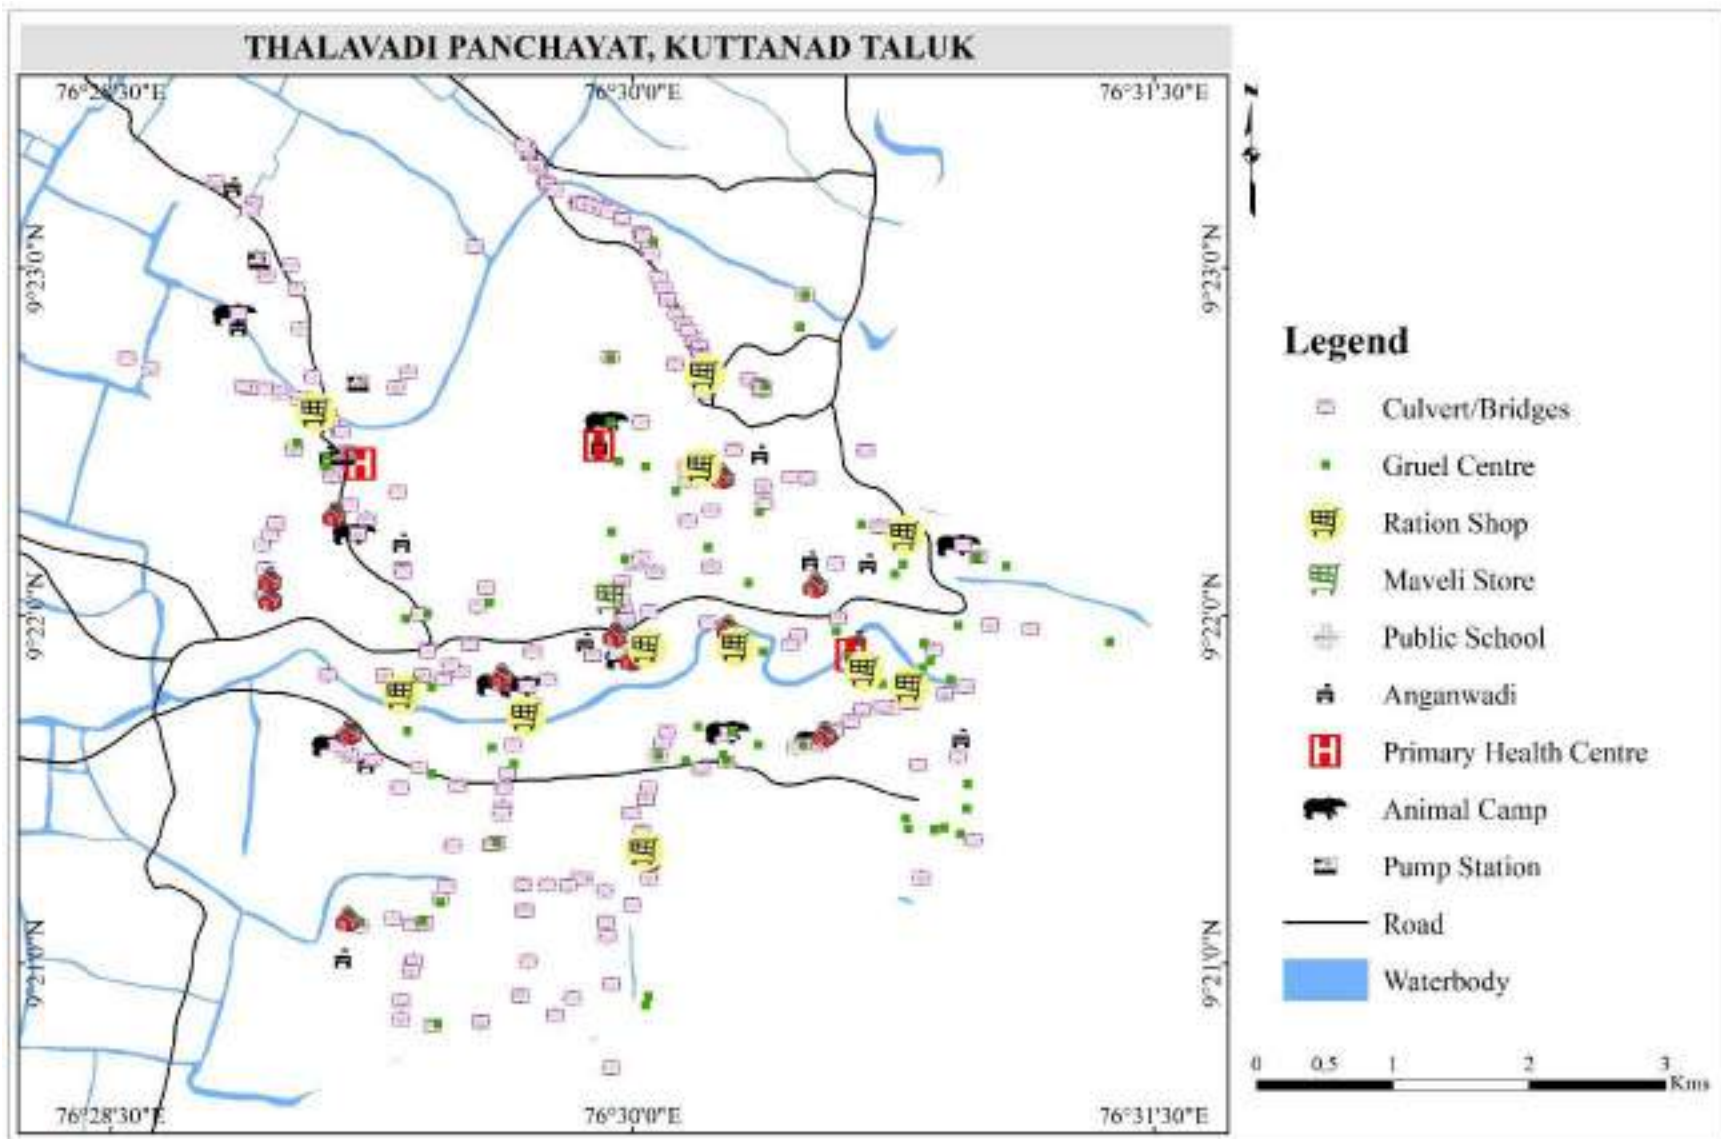 THALAVADI PANCHAYAT, KUTTANAD TALUK
76°28'30"E 76°30'0"E 76°31'30"E
N
9°23'0"N 9°23'0"N
9°22'0"N 9°22'0"N
9°21'0"N 9°21'0"N
76°28'30"E 76°30'0"E 76°31'30"E
Legend
Culvert/Bridges
Gruel Centre
Ration Shop
Maveli Store
Public School
Anganwadi
H Primary Health Centre
Animal Camp
Pump Station
Road
Waterbody
0 0.5 1 2 3
Kms